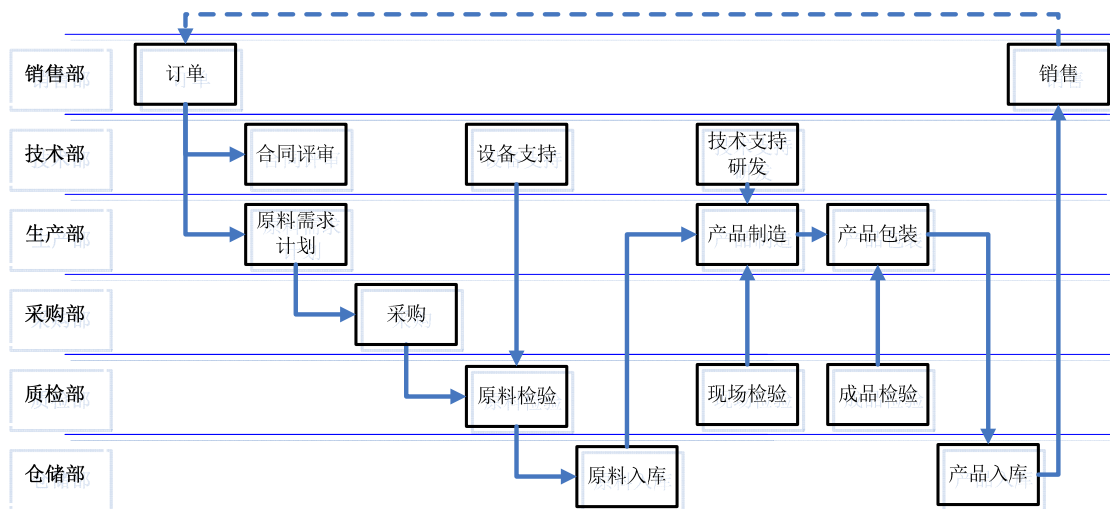 销售部
订单
销售
技术部
合同评审
设备支持
技术支持
研发
生产部
原料需求
计划
产品制造
产品包装
采购部
采购
质检部
原料检验
现场检验
成品检验
仓储部
原料入库
产品入库